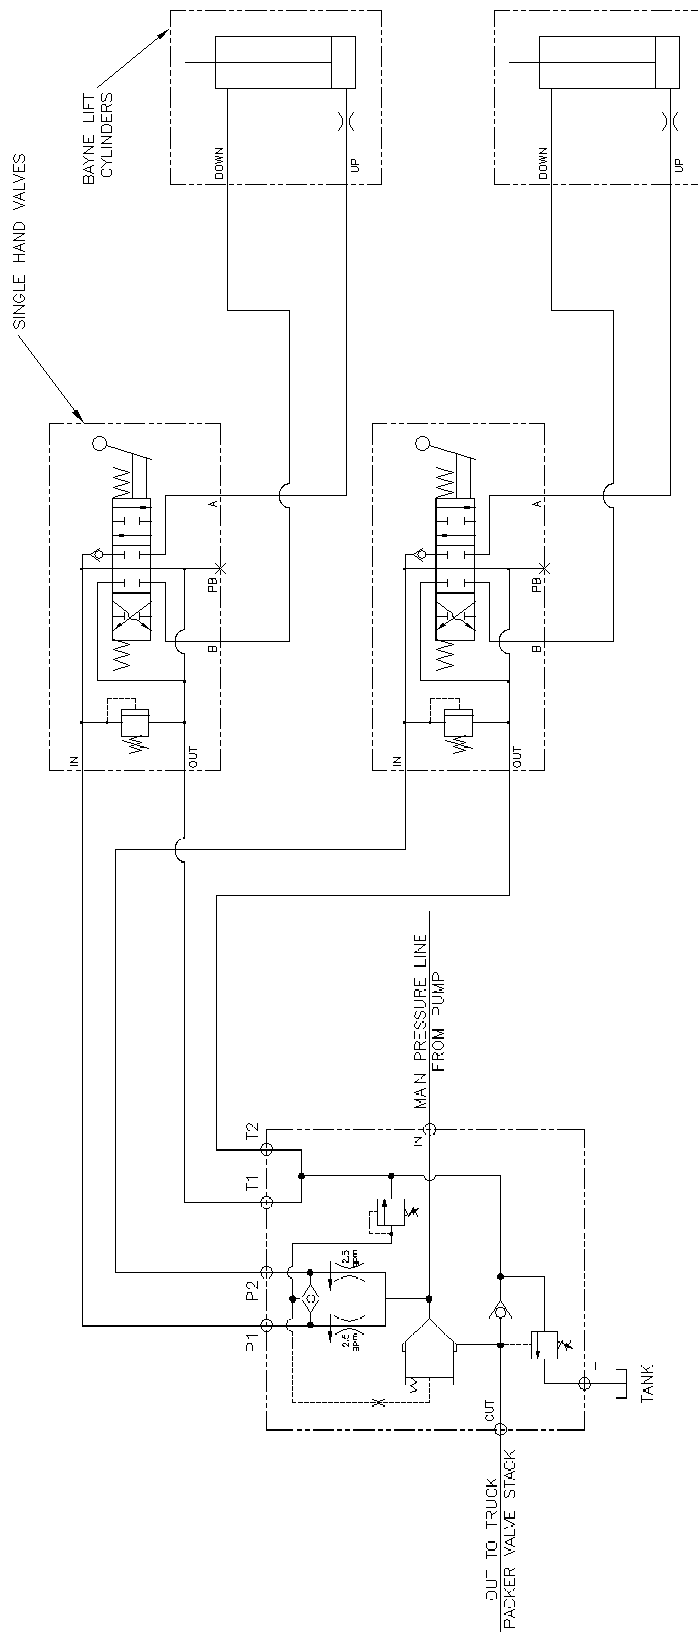 BAYNE LIFT
CYLINDERS
SINGLE HAND VALVES
DOWN
UP
DOWN
UP
A
PB
B
IN
OUT
A
PB
B
IN
OUT
MAIN PRESSURE LINE
FROM PUMP
IN
T2
T1
P2
P1
2.5
gpm
2.5
gpm
OUT
T
TANK
OUT TO TRUCK
PACKER VALVE STACK